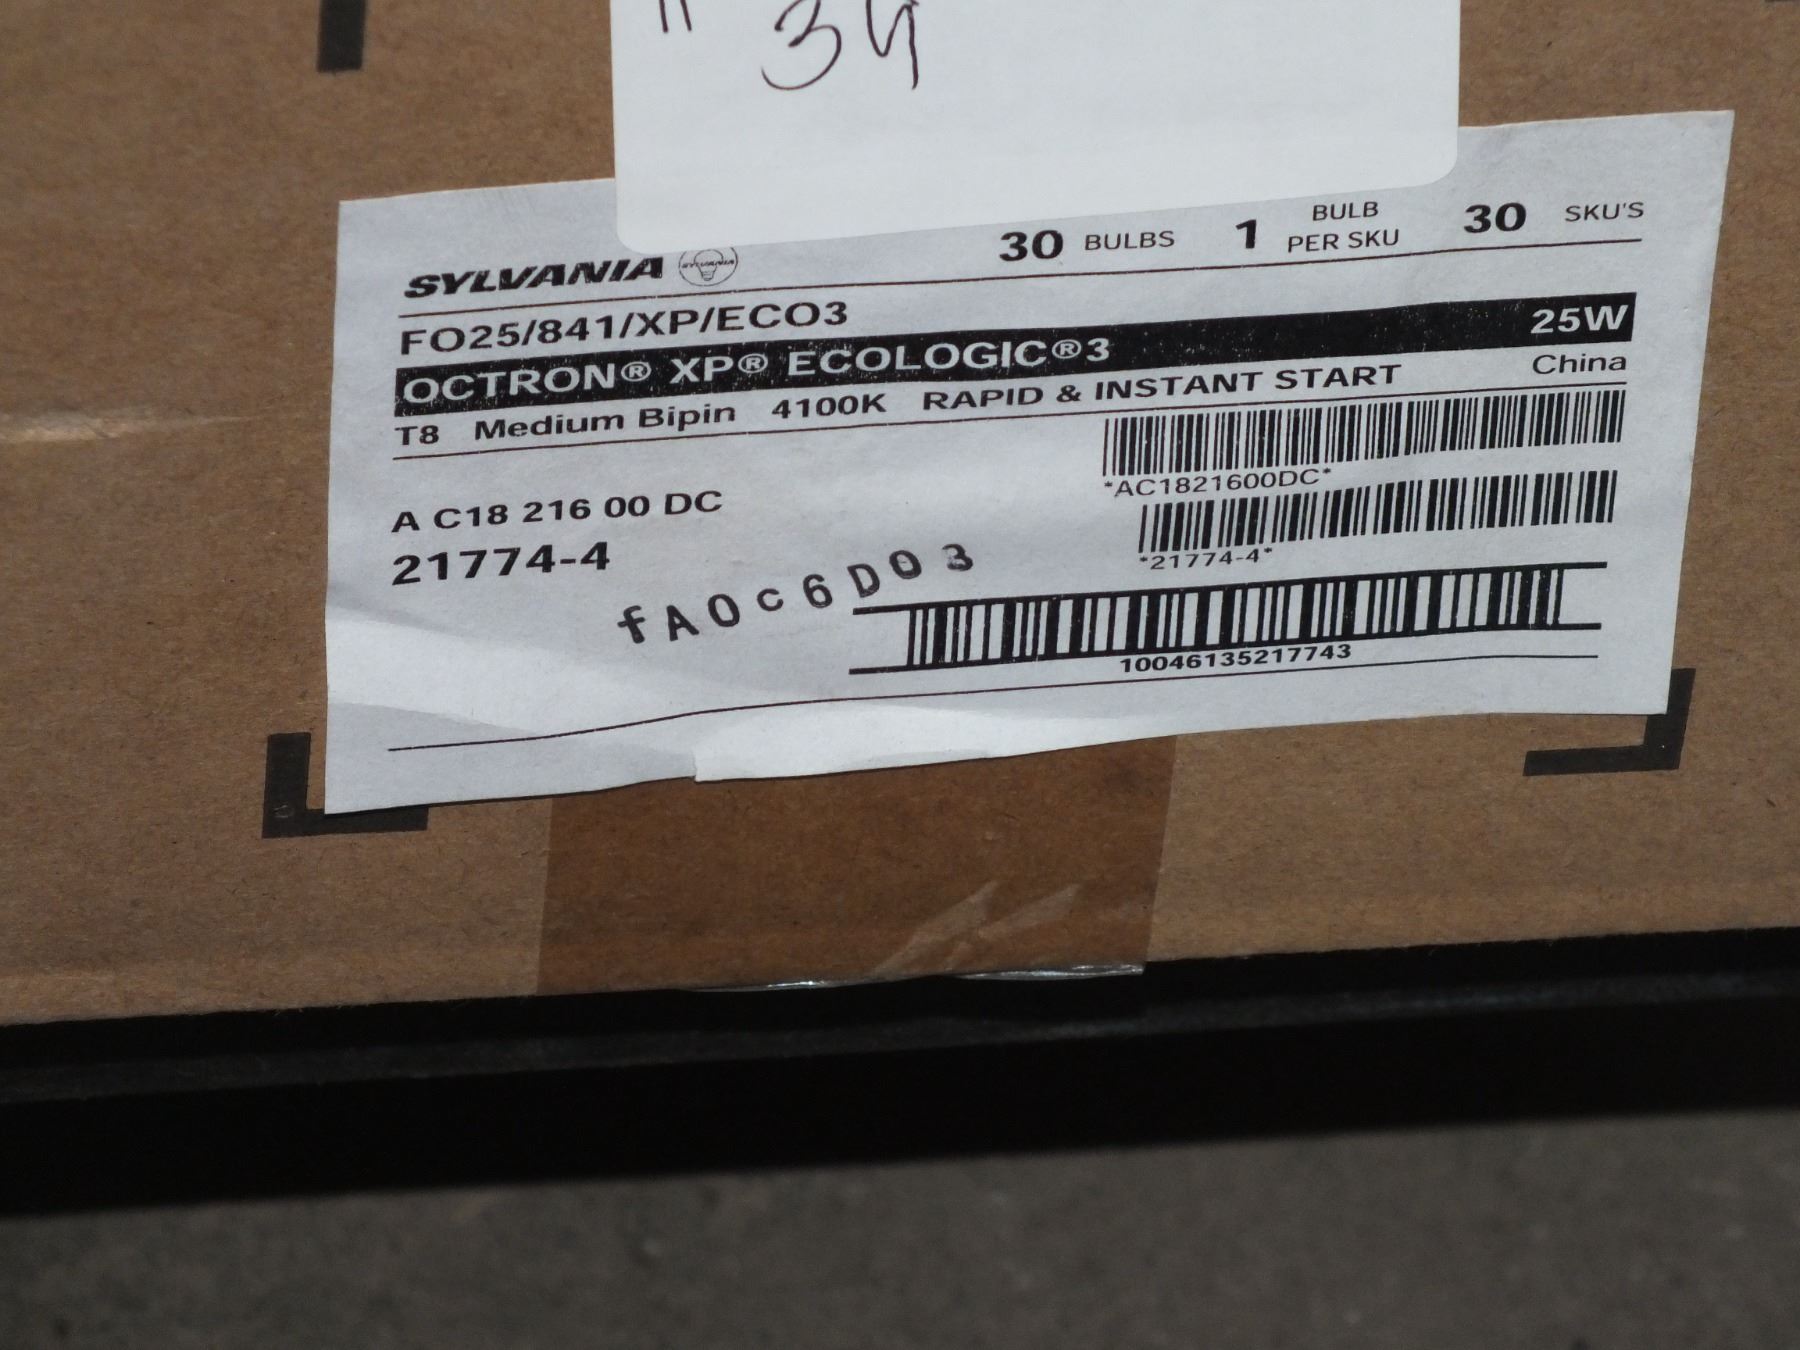 " 34
SYLVANIA SYLVANIA 30 BULBS 1 BULB PER SKU 30 SKU'S
FO25/841/XP/ECO3
OCTRON® XP® ECOLOGIC®3 25W
T8 Medium Bipin 4100K RAPID & INSTANT START China
*AC1821600DC*
A C18 216 00 DC
21774-4
*21774-4*
fA0c6D03
10046135217743